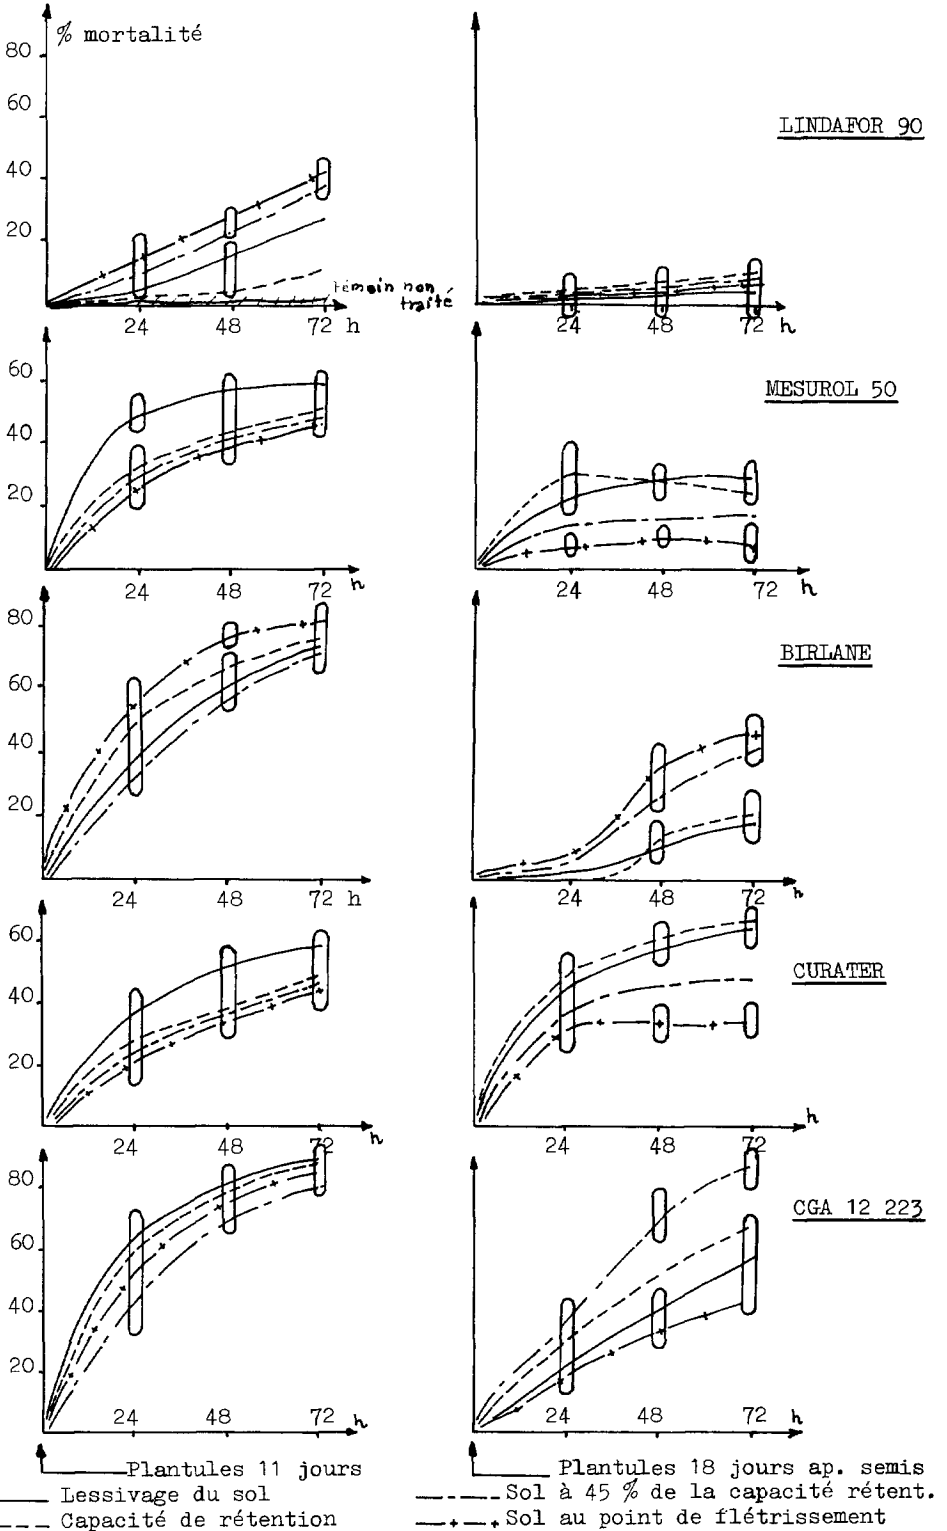 % mortalité
80
60
40
20
24 48 72 h
témoin non
traité
LINDAFOR 90
24 48 72 h
60
40
20
24 48 72 h
MESUROL 50
24 48 72 h
80
60
40
20
24 48 72 h
BIRLANE
24 48 72 h
60
40
20
24 48 72 h
CURATER
24 48 72 h
80
60
40
20
24 48 72 h
CGA 12 223
24 48 72 h
Plantules 11 jours
Plantules 18 jours ap. semis
Lessivage du sol
Sol à 45 % de la capacité rétent.
Capacité de rétention
Sol au point de flétrissement